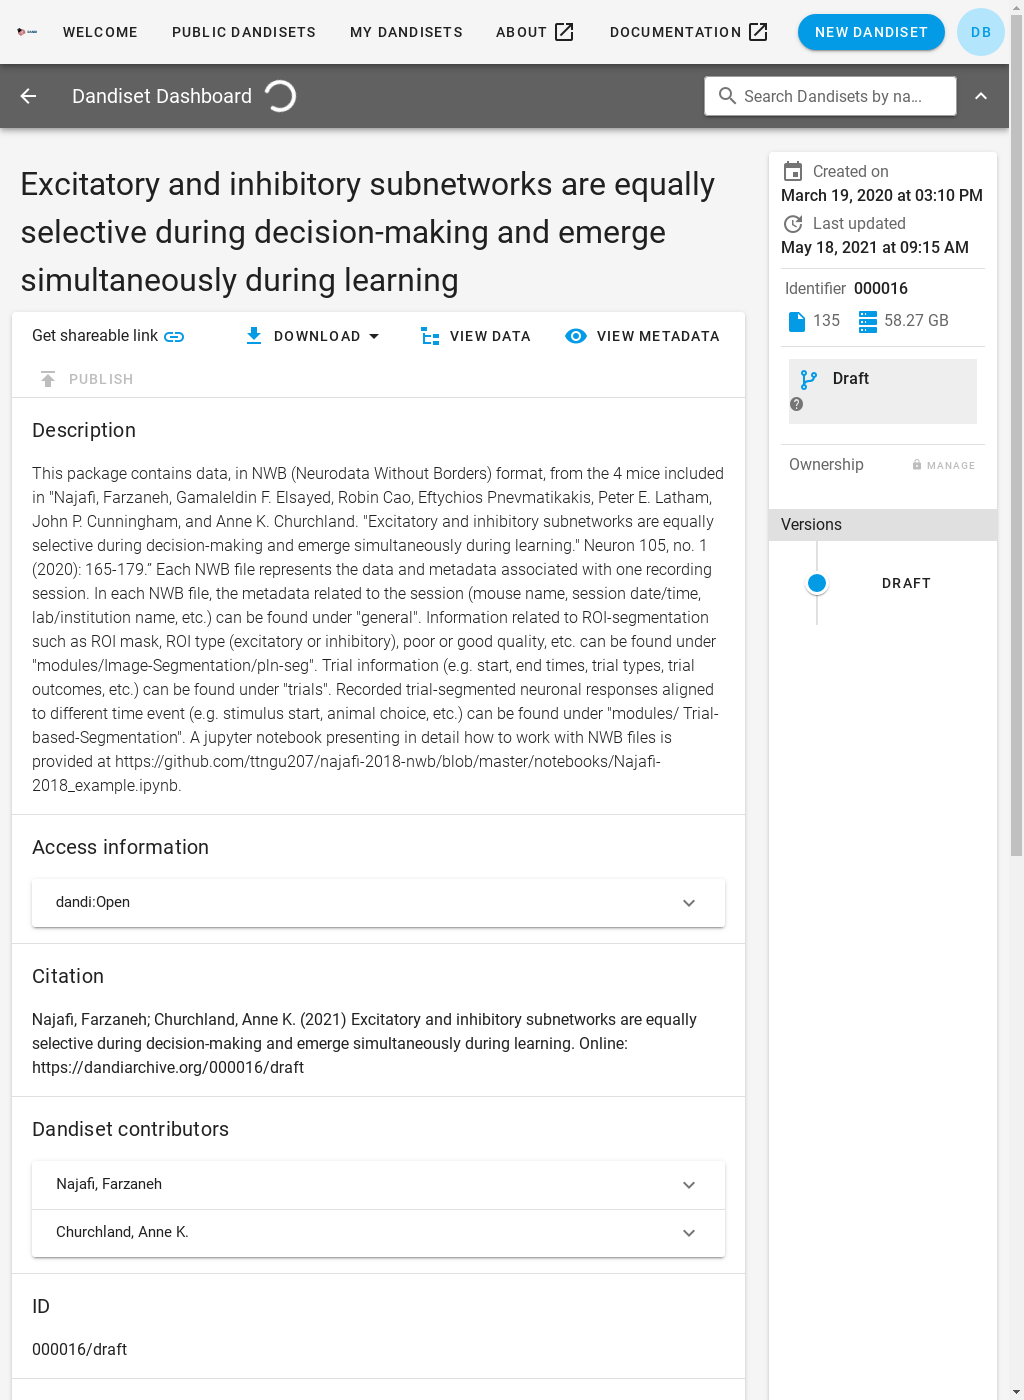 WELCOME PUBLIC DANDISETS MY DANDISETS ABOUT DOCUMENTATION NEW DANDISET DB
Dandiset Dashboard Search Dandisets by na...
Excitatory and inhibitory subnetworks are equally
selective during decision-making and emerge
simultaneously during learning
Get shareable link DOWNLOAD VIEW DATA VIEW METADATA
PUBLISH
Description
This package contains data, in NWB (Neurodata Without Borders) format, from the 4 mice included
in "Najafi, Farzaneh, Gamaleldin F. Elsayed, Robin Cao, Eftychios Pnevmatikakis, Peter E. Latham,
John P. Cunningham, and Anne K. Churchland. "Excitatory and inhibitory subnetworks are equally
selective during decision-making and emerge simultaneously during learning." Neuron 105, no. 1
(2020): 165-179.” Each NWB file represents the data and metadata associated with one recording
session. In each NWB file, the metadata related to the session (mouse name, session date/time,
lab/institution name, etc.) can be found under "general". Information related to ROI-segmentation
such as ROI mask, ROI type (excitatory or inhibitory), poor or good quality, etc. can be found under
"modules/Image-Segmentation/pln-seg". Trial information (e.g. start, end times, trial types, trial
outcomes, etc.) can be found under "trials". Recorded trial-segmented neuronal responses aligned
to different time event (e.g. stimulus start, animal choice, etc.) can be found under "modules/ Trial-
based-Segmentation". A jupyter notebook presenting in detail how to work with NWB files is
provided at https://github.com/ttngu207/najafi-2018-nwb/blob/master/notebooks/Najafi-
2018_example.ipynb.
Access information
dandi:Open
Citation
Najafi, Farzaneh; Churchland, Anne K. (2021) Excitatory and inhibitory subnetworks are equally
selective during decision-making and emerge simultaneously during learning. Online:
https://dandiarchive.org/000016/draft
Dandiset contributors
Najafi, Farzaneh
Churchland, Anne K.
ID
000016/draft
Created on
March 19, 2020 at 03:10 PM
Last updated
May 18, 2021 at 09:15 AM
Identifier 000016
135 58.27 GB
Draft
?
Ownership MANAGE
Versions
DRAFT